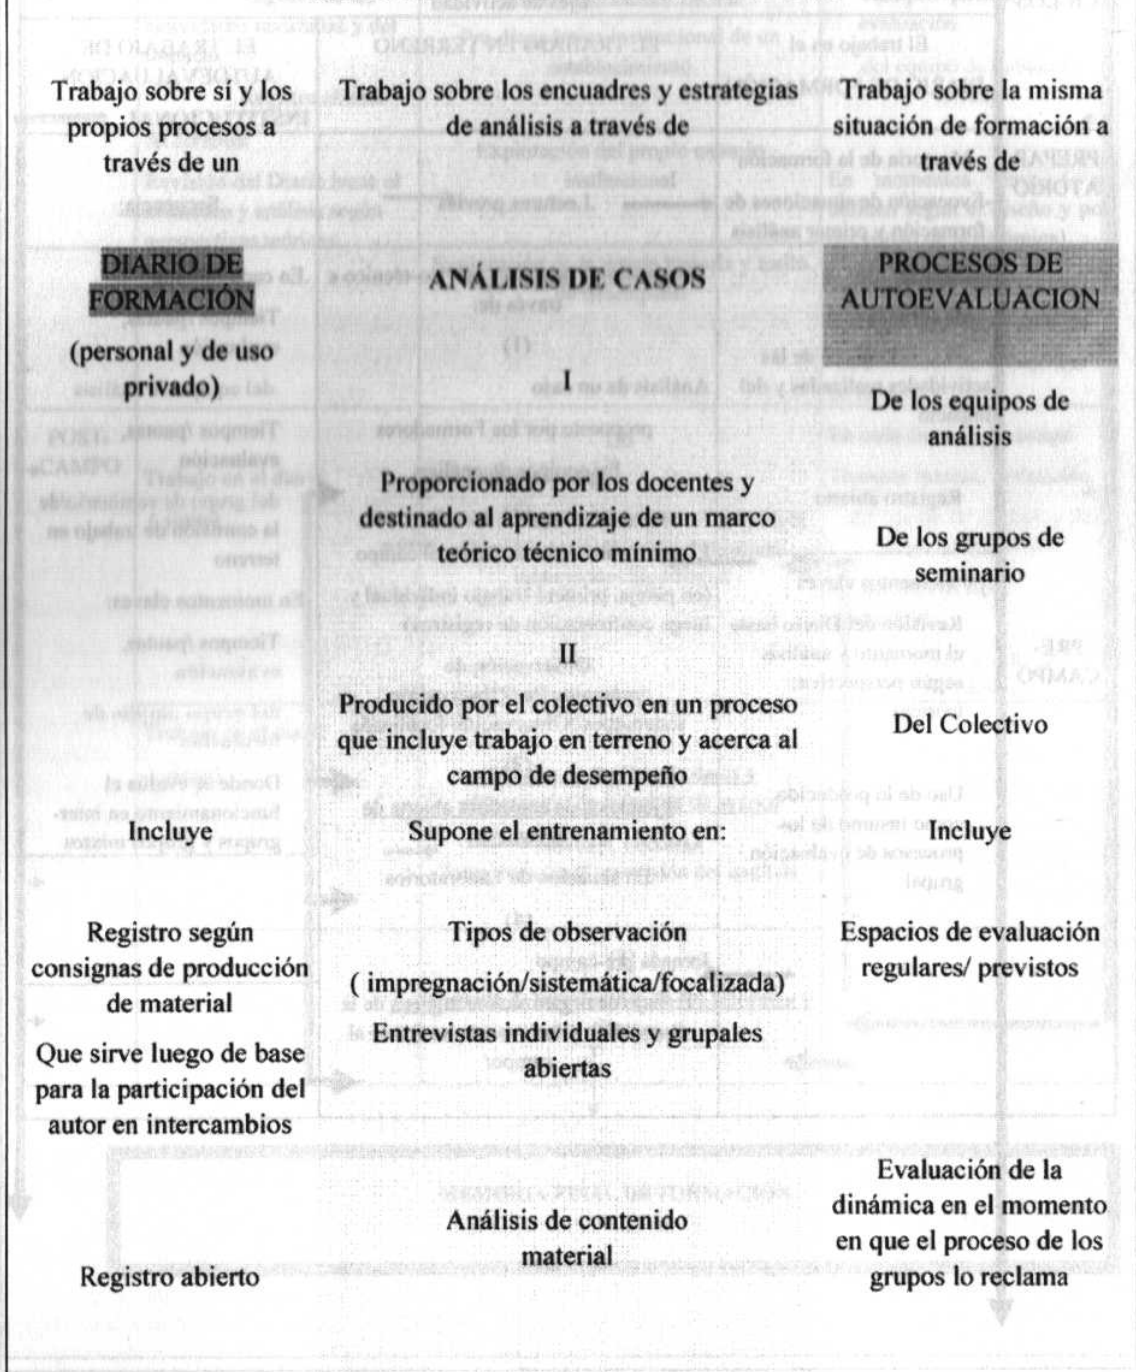 Trabajo sobre sí y los
propios procesos a
través de un
DIARIO DE
FORMACIÓN
(personal y de uso
privado)
Incluye
Registro según
consignas de producción
de material
Que sirve luego de base
para la participación del
autor en intercambios
Registro abierto
Trabajo sobre los encuadres y estrategias
de análisis a través de
ANÁLISIS DE CASOS
I
Proporcionado por los docentes y
destinado al aprendizaje de un marco
teórico técnico mínimo
II
Producido por el colectivo en un proceso
que incluye trabajo en terreno y acerca al
campo de desempeño
Supone el entrenamiento en:
Tipos de observación
( impregnación/sistemática/focalizada)
Entrevistas individuales y grupales
abiertas
Análisis de contenido
material
Trabajo sobre la misma
situación de formación a
través de
PROCESOS DE
AUTOEVALUACION
De los equipos de
análisis
De los grupos de
seminario
Del Colectivo
Incluye
Espacios de evaluación
regulares/ previstos
Evaluación de la
dinámica en el momento
en que el proceso de los
grupos lo reclama